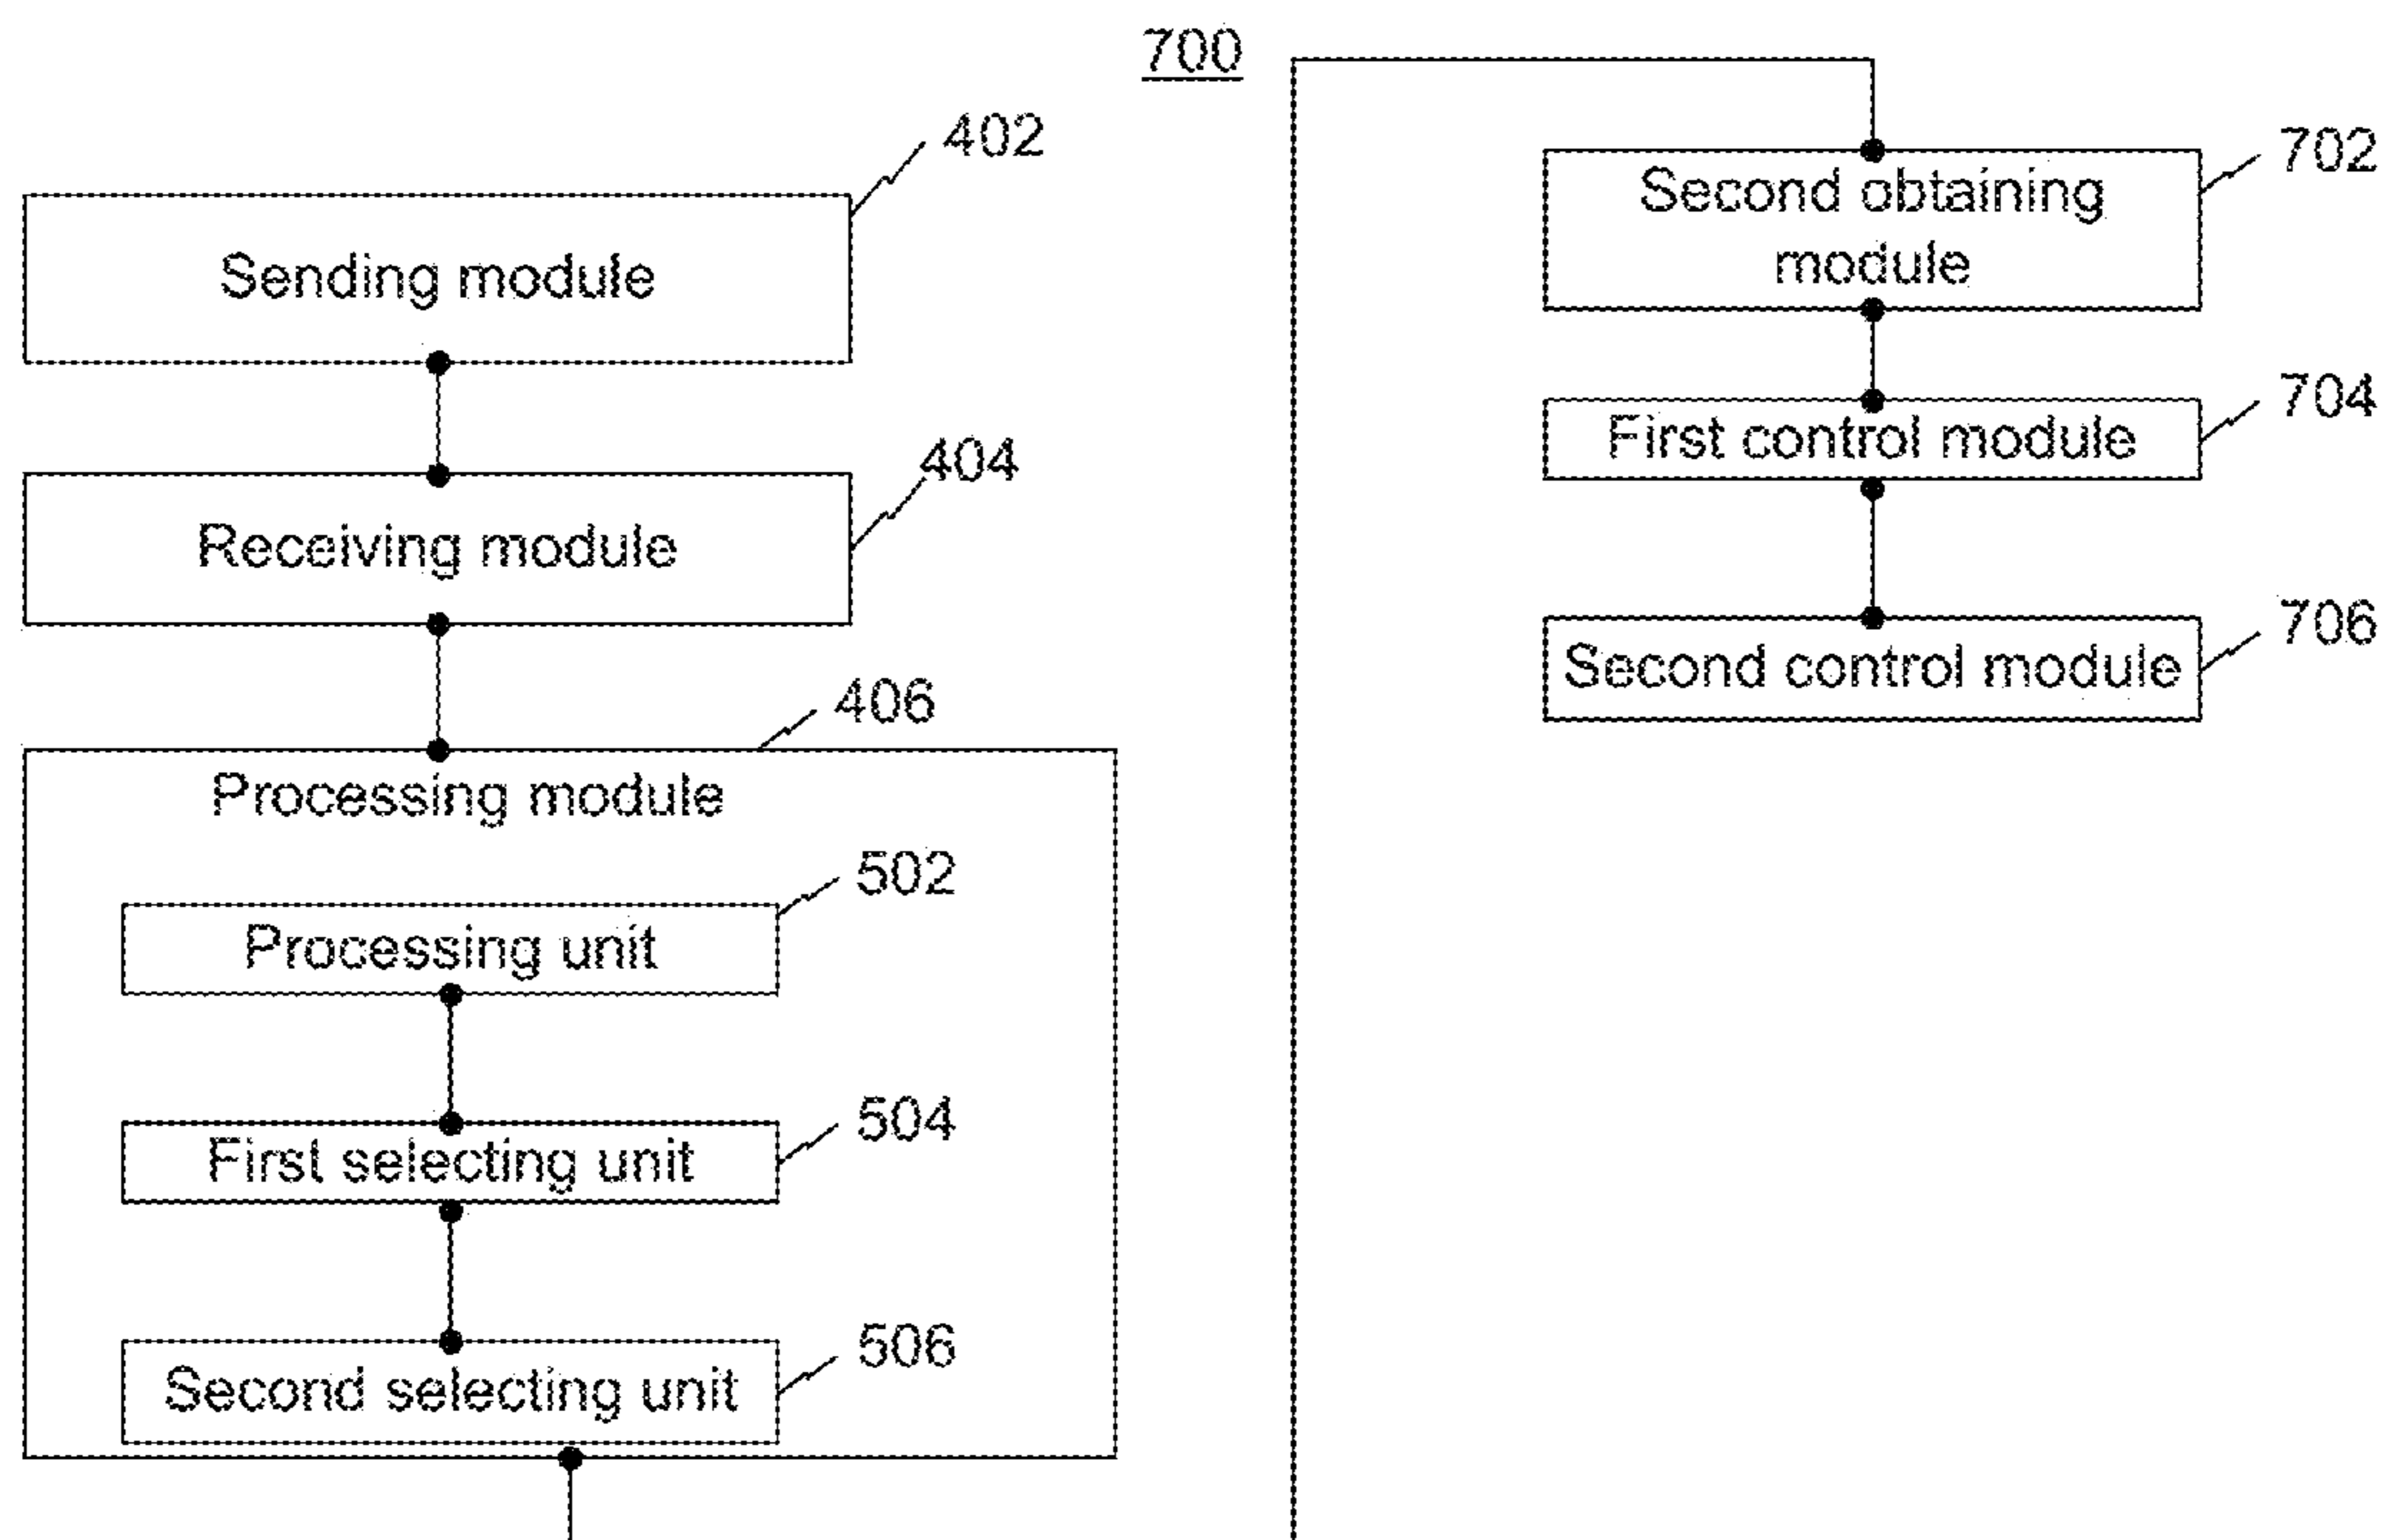 700
402
Sending module
404
Receiving module
406
Processing module
502
Processing unit
504
First selecting unit
506
Second selecting unit
702
Second obtaining
module
704
First control module
706
Second control module